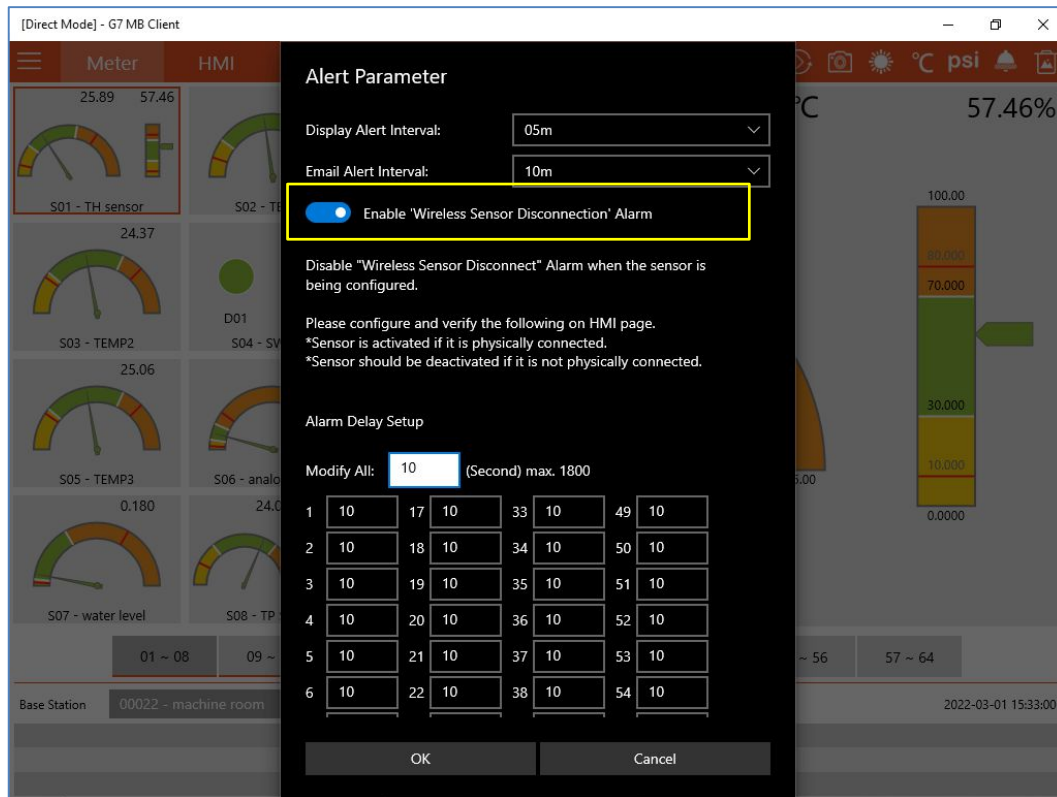 [Direct Mode] - G7 MB Client
Meter HMI
℃ psi
25.89 57.46
S01 - TH sensor
S02 - TE
24.37
S03 - TEMP2
D01
S04 - SW
25.06
S05 - TEMP3
S06 - analo
0.180
S07 - water level
24.0
S08 - TP
Alert Parameter
Display Alert Interval: 05m
Email Alert Interval: 10m
Enable 'Wireless Sensor Disconnection' Alarm
Disable "Wireless Sensor Disconnect" Alarm when the sensor is
being configured.
Please configure and verify the following on HMI page.
*Sensor is activated if it is physically connected.
*Sensor should be deactivated if it is not physically connected.
Alarm Delay Setup
Modify All: 10 (Second) max. 1800
1 10 17 10 33 10 49 10
2 10 18 10 34 10 50 10
3 10 19 10 35 10 51 10
4 10 20 10 36 10 52 10
5 10 21 10 37 10 53 10
6 10 22 10 38 10 54 10
OK Cancel
℃ 57.46%
100.00
80.000
70.000
30.000
10.000
0.0000
5.00
01 ~ 08 09 ~ ~ 56 57 ~ 64
Base Station 00022 - machine room 2022-03-01 15:33:00